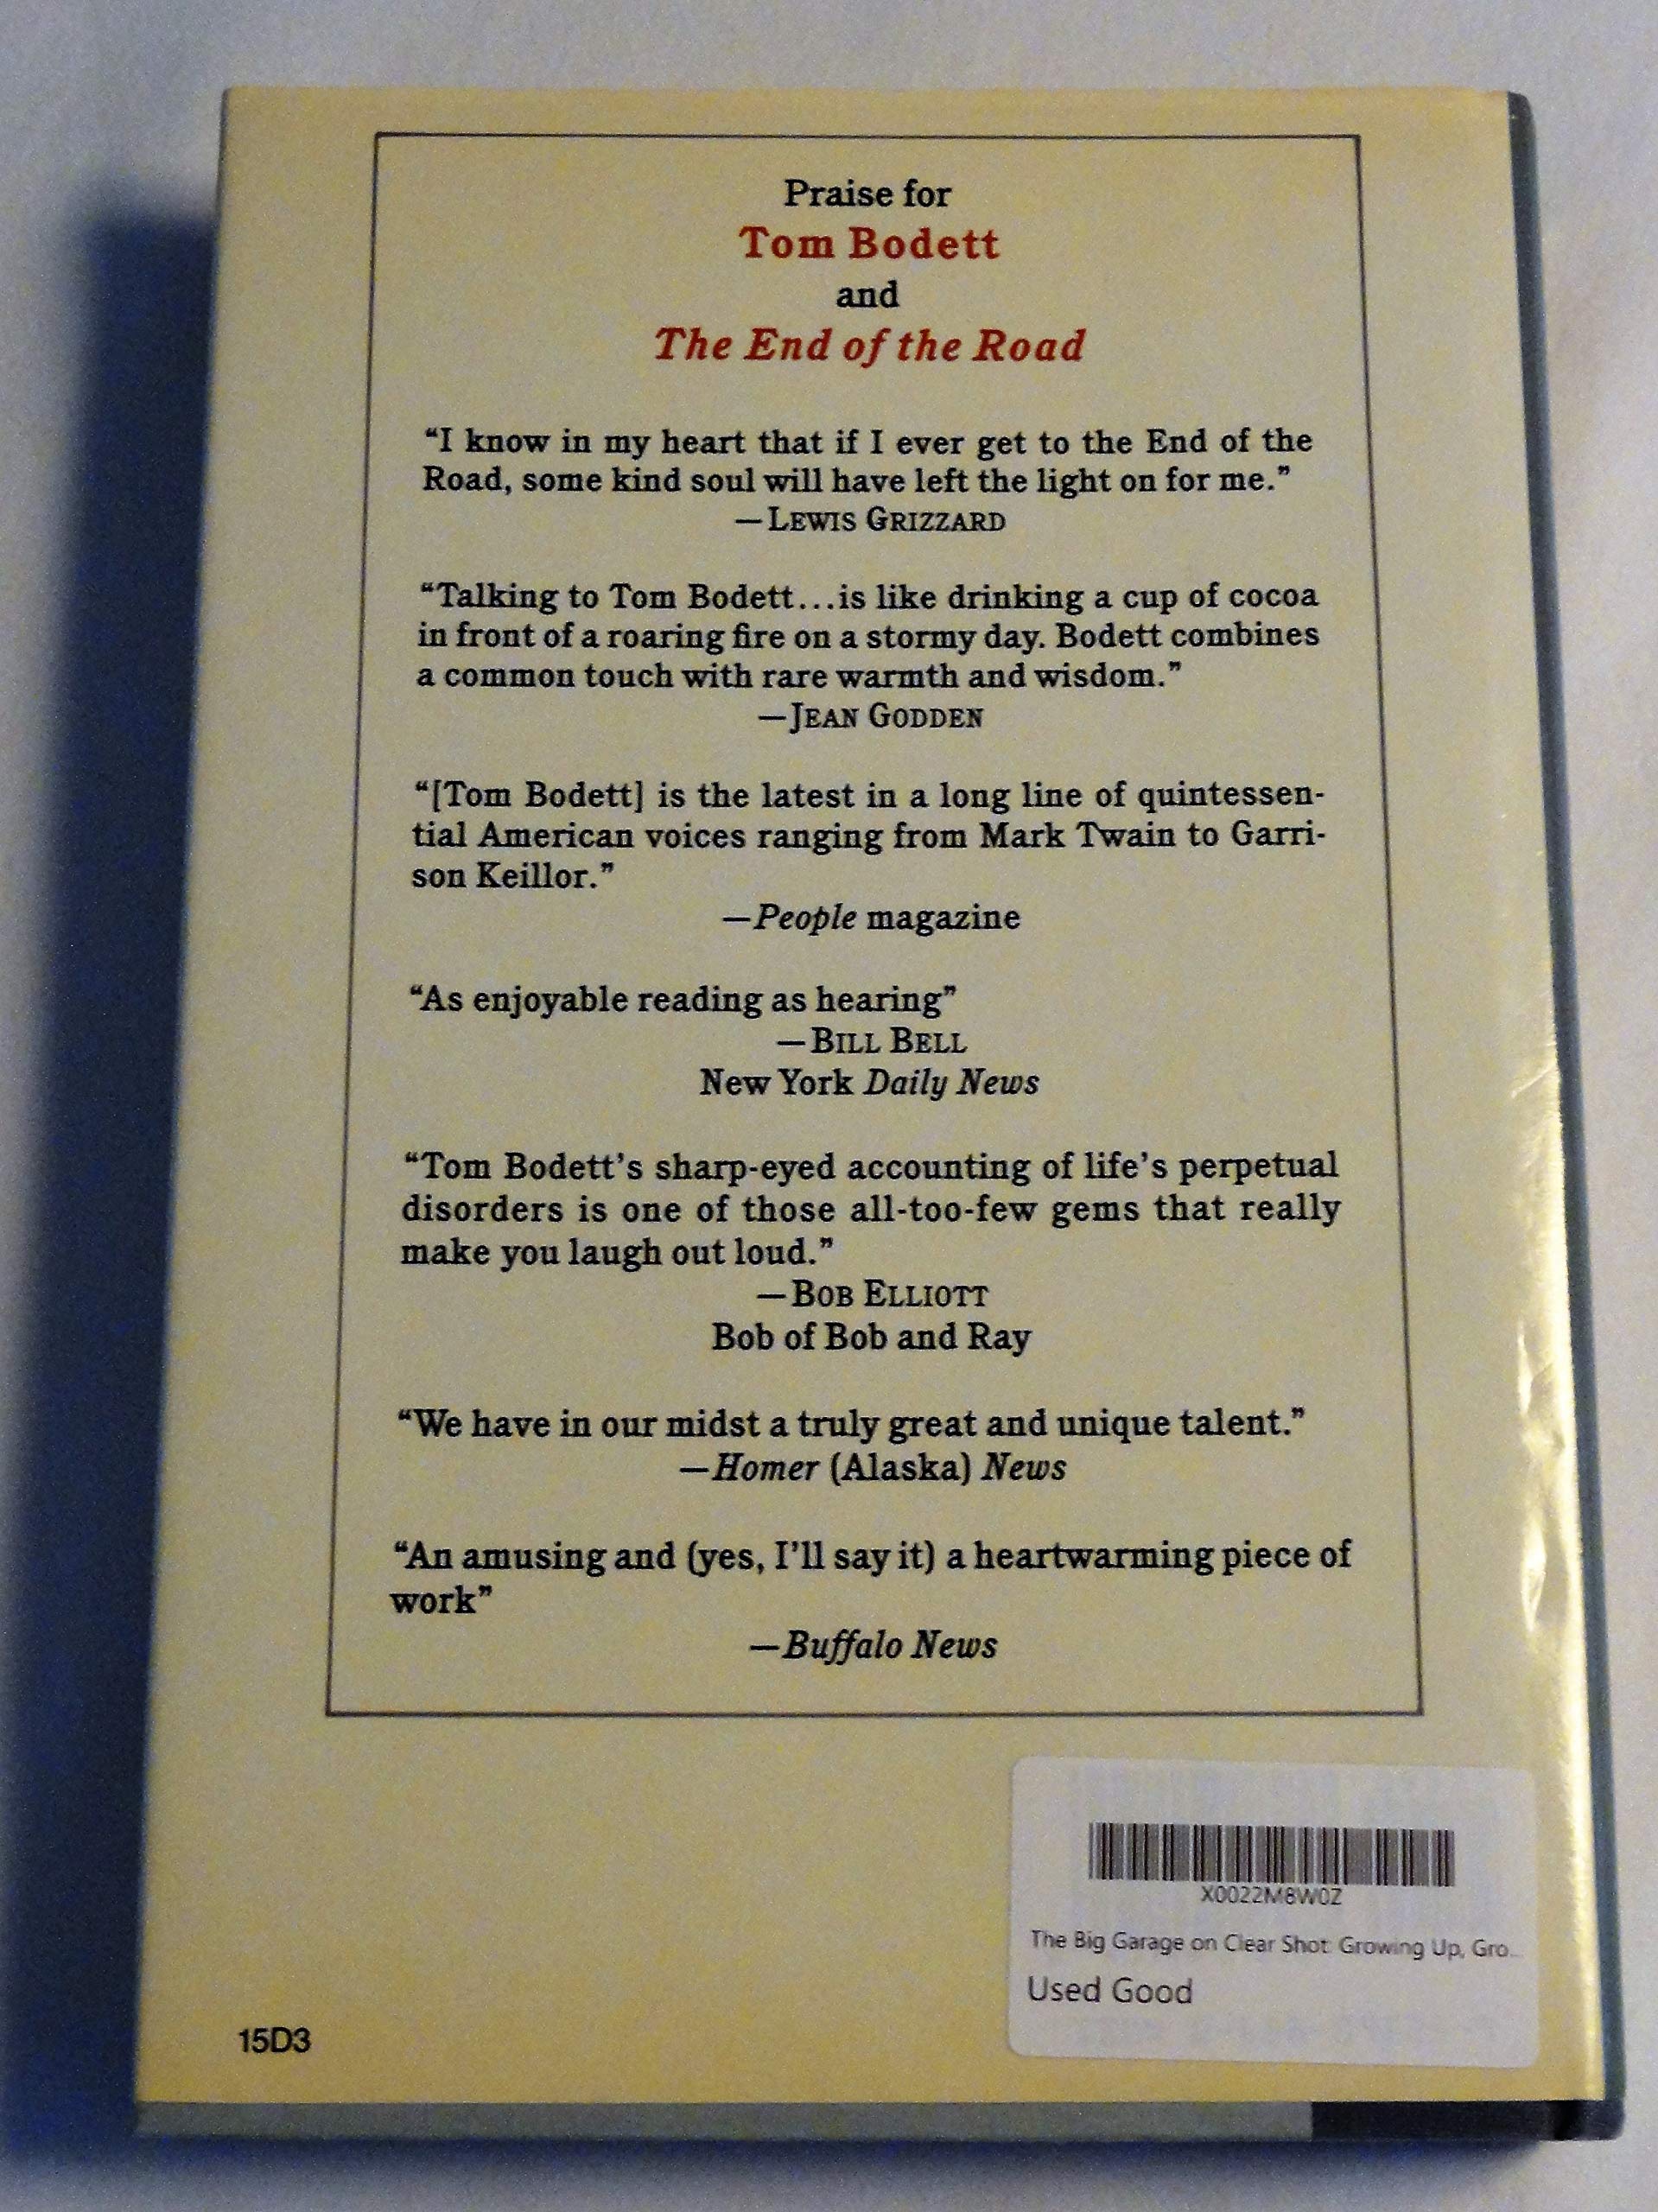 Praise for
Tom Bodett
and
The End of the Road
“I know in my heart that if I ever get to the End of the
Road, some kind soul will have left the light on for me.”
—LEWIS GRIZZARD
“Talking to Tom Bodett...is like drinking a cup of cocoa
in front of a roaring fire on a stormy day. Bodett combines
a common touch with rare warmth and wisdom.”
—JEAN GODDEN
“[Tom Bodett] is the latest in a long line of quintessen-
tial American voices ranging from Mark Twain to Garri-
son Keillor.”
—People magazine
“As enjoyable reading as hearing”
—BILL BELL
New York Daily News
“Tom Bodett’s sharp-eyed accounting of life’s perpetual
disorders is one of those all-too-few gems that really
make you laugh out loud.”
—BOB ELLIOTT
Bob of Bob and Ray
“We have in our midst a truly great and unique talent.”
—Homer (Alaska) News
“An amusing and (yes, I’ll say it) a heartwarming piece of
work”
—Buffalo News
X0022M8W0Z
The Big Garage on Clear Shot: Growing Up, Gro...
Used Good
15D3